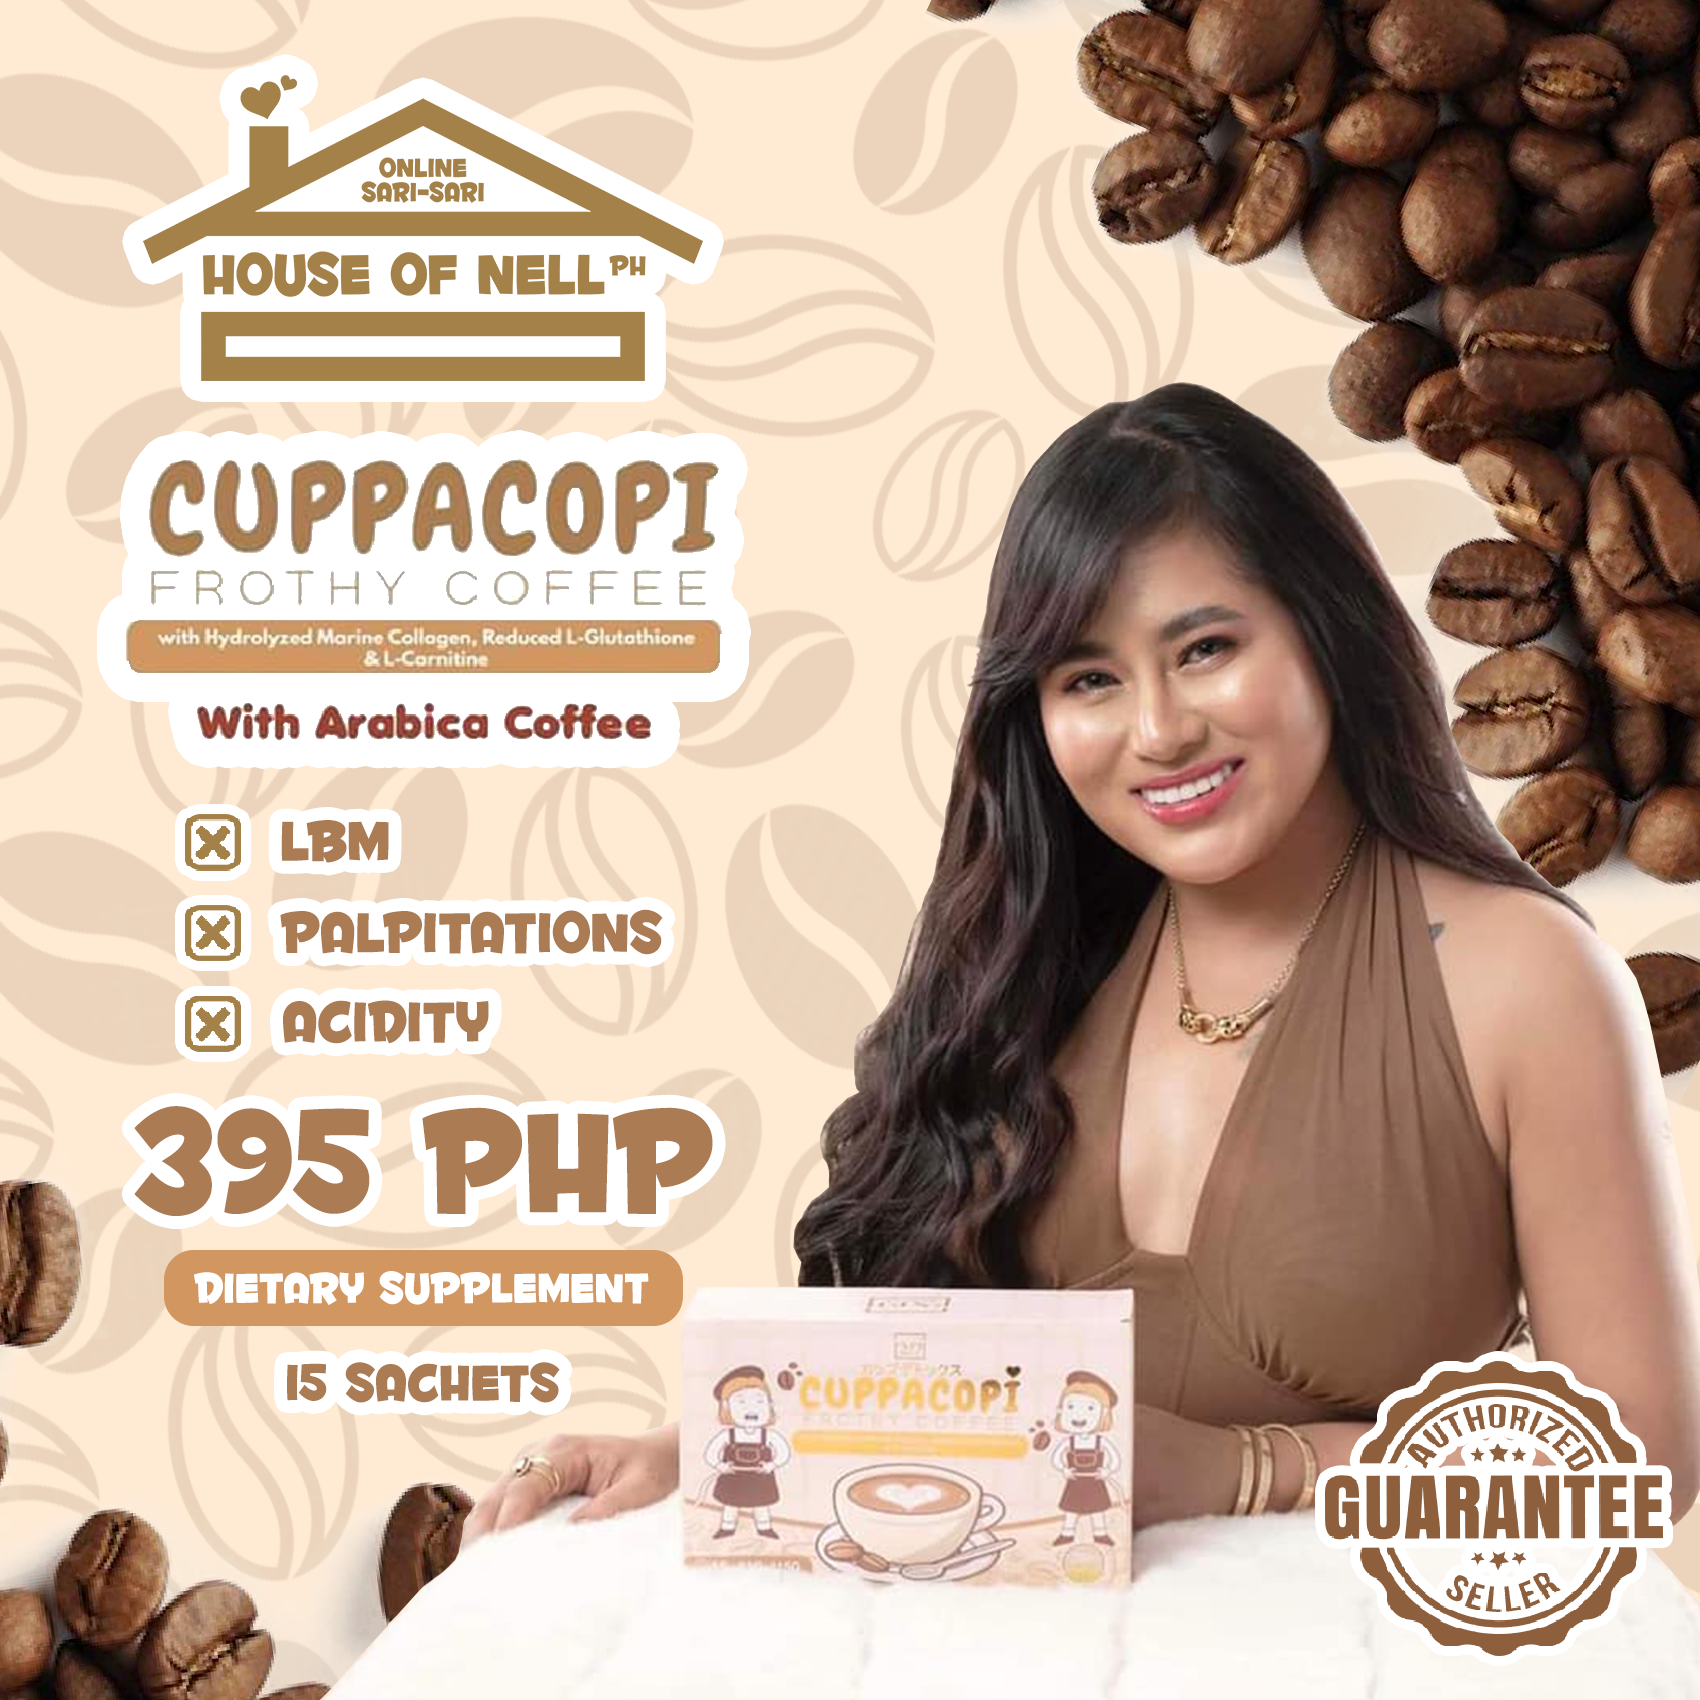 ONLINE
SARI-SARI
HOUSE OF NELL PH
CUPPACOPI
FROTHY COFFEE
with Hydrolyzed Marine Collagen, Reduced L-Glutathione
& L-Carnitine
With Arabica Coffee
LBM
PALPITATIONS
ACIDITY
395 PHP
DIETARY SUPPLEMENT
15 SACHETS
CUPPACOPI
FROTHY COFFEE
AUTHORIZED
GUARANTEE
SELLER